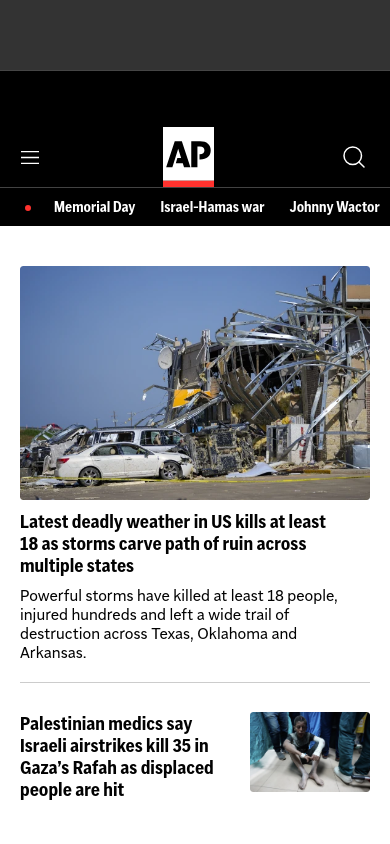 AP
Memorial Day Israel-Hamas war Johnny Wactor
Latest deadly weather in US kills at least
18 as storms carve path of ruin across
multiple states
Powerful storms have killed at least 18 people,
injured hundreds and left a wide trail of
destruction across Texas, Oklahoma and
Arkansas.
Palestinian medics say
Israeli airstrikes kill 35 in
Gaza’s Rafah as displaced
people are hit